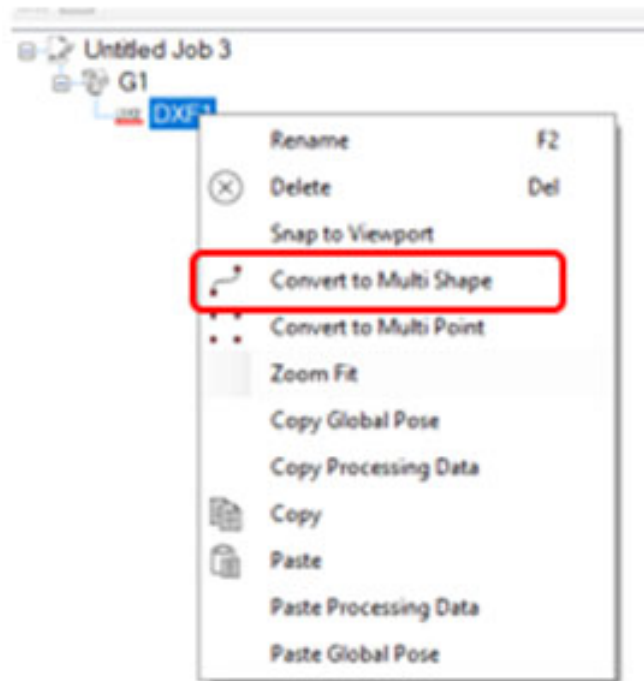 Untitled Job 3
G1
DXF1
Rename F2
Delete Del
Snap to Viewport
Convert to Multi Shape
Convert to Multi Point
Zoom Fit
Copy Global Pose
Copy Processing Data
Copy
Paste
Paste Processing Data
Paste Global Pose